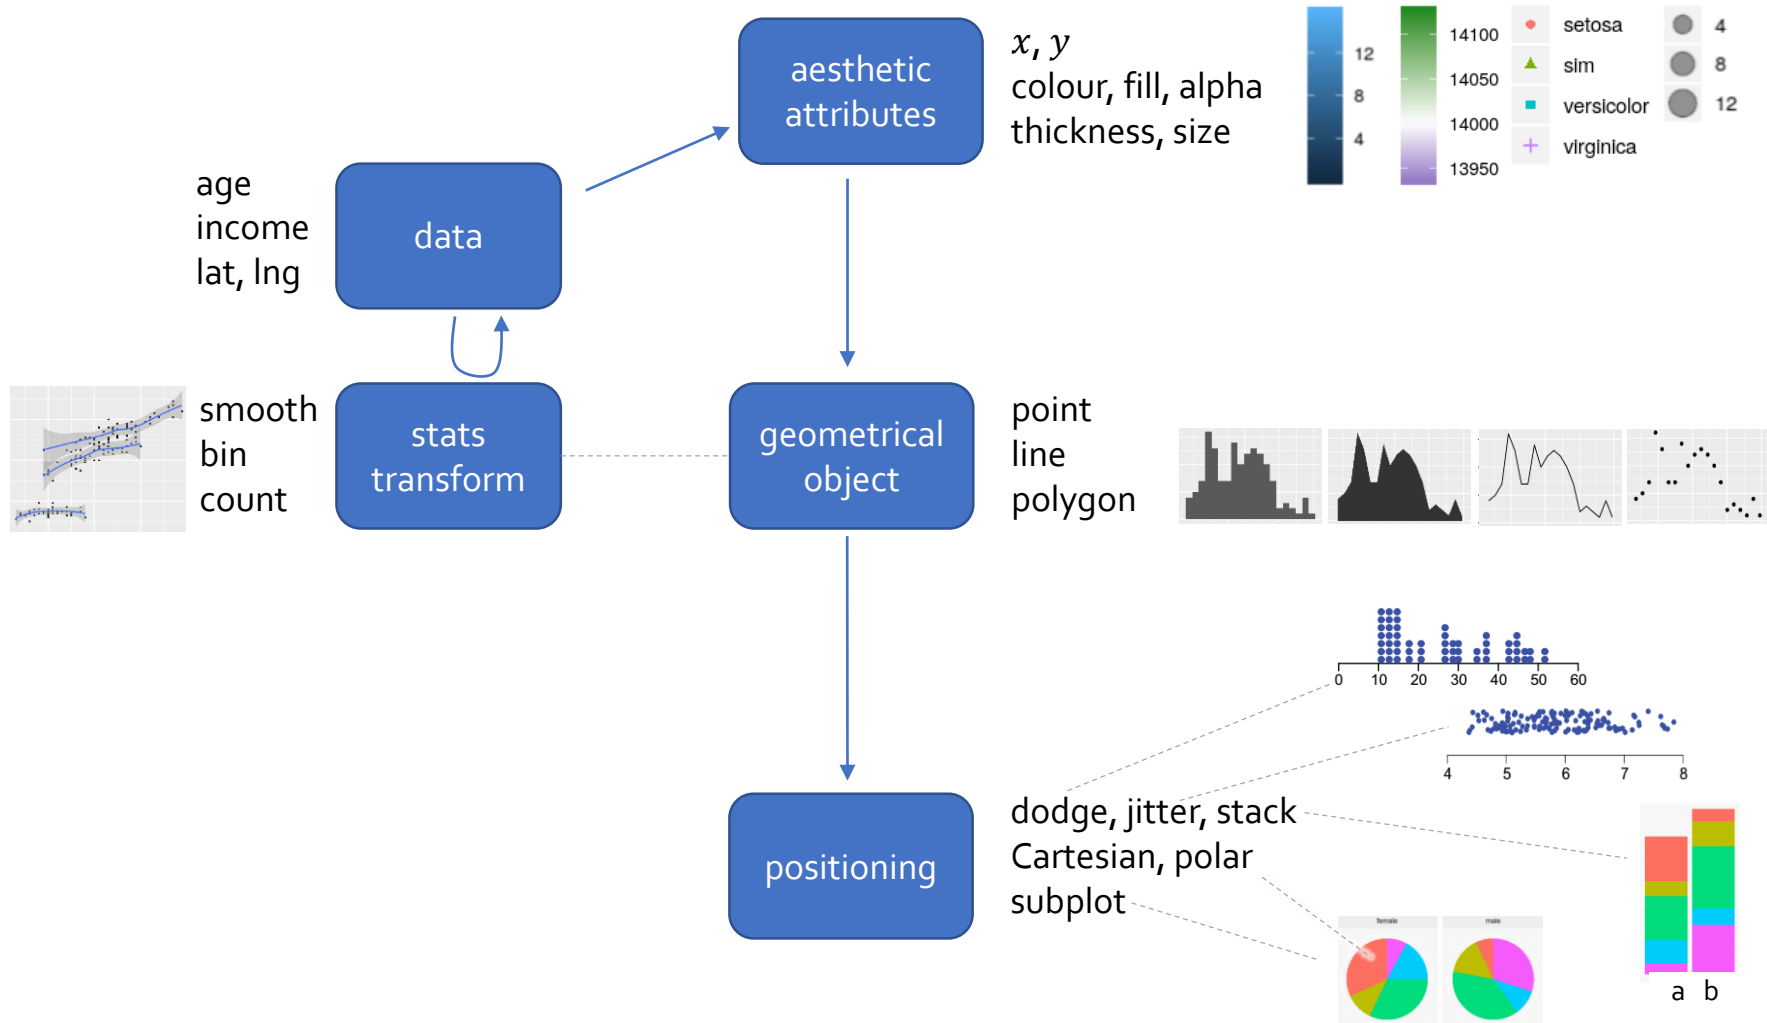 aesthetic
attributes
x, y
colour, fill, alpha
thickness, size
12
8
4
14100
14050
14000
13950
setosa
sim
versicolor
virginica
4
8
12
age
income
lat, lng
data
smooth
bin
count
stats
transform
geometrical
object
point
line
polygon
0 10 20 30 40 50 60
4 5 6 7 8
positioning
dodge, jitter, stack
Cartesian, polar
subplot
female
male
a b